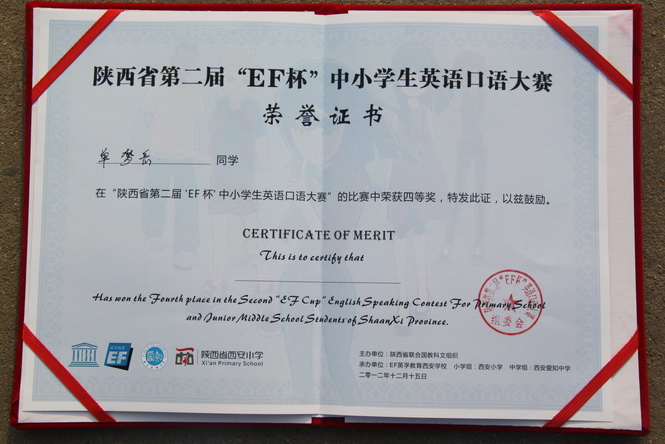 陕西省第二届“EF杯”中小学生英语口语大赛
荣誉证书
单梦岳 同学
在“陕西省第二届‘EF杯’中小学生英语口语大赛”的比赛中荣获四等奖，特发此证，以兹鼓励。
CERTIFICATE OF MERIT
This is to certify that
Has won the Fourth place in the Second "EF Cup" English Speaking Contest For Primary School
and Junior Middle School Students of ShaanXi Province.
EF
陕西省西安小学
Xi'an Primary School
组委会
主办单位：陕西省联合国教科文组织
承办单位：EF英孚教育西安学校 小学组：西安小学 中学组：西安爱知中学
二零一二年十二月十五日